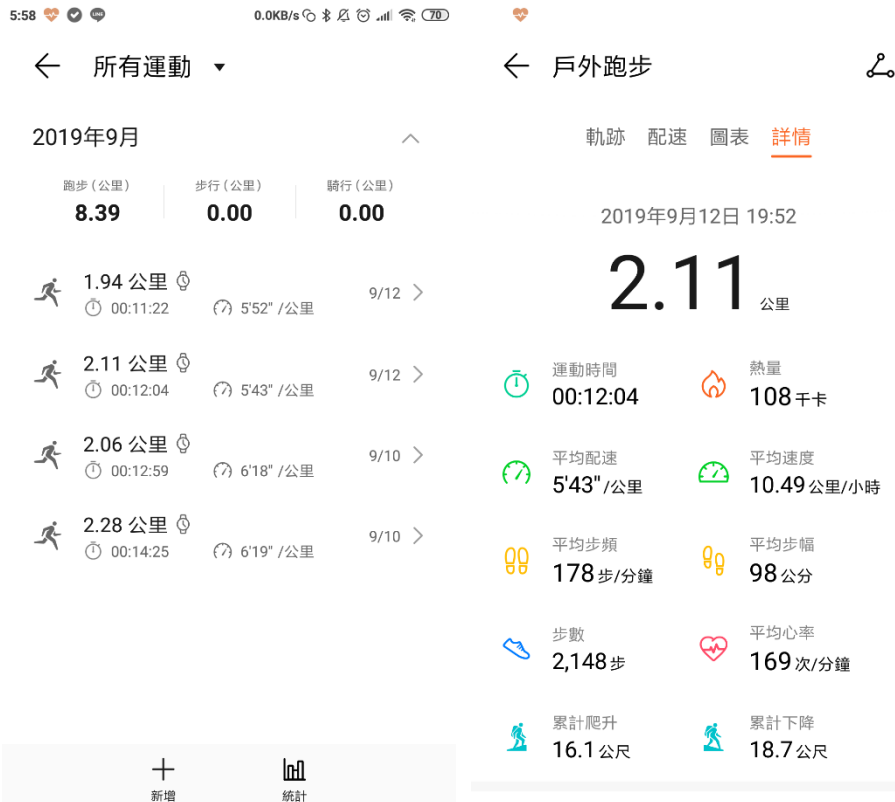 5:58
0.0KB/s
70
所有運動
2019年9月
跑步（公里）
8.39
步行（公里）
0.00
騎行（公里）
0.00
1.94 公里
00:11:22
5'52" /公里
9/12
2.11 公里
00:12:04
5'43" /公里
9/12
2.06 公里
00:12:59
6'18" /公里
9/10
2.28 公里
00:14:25
6'19" /公里
9/10
新增
統計
戶外跑步
軌跡 配速 圖表 詳情
2019年9月12日 19:52
2.11 公里
運動時間
00:12:04
熱量
108 千卡
平均配速
5'43" /公里
平均速度
10.49 公里/小時
平均步頻
178 步/分鐘
平均步幅
98 公分
步數
2,148 步
平均心率
169 次/分鐘
累計爬升
16.1 公尺
累計下降
18.7 公尺